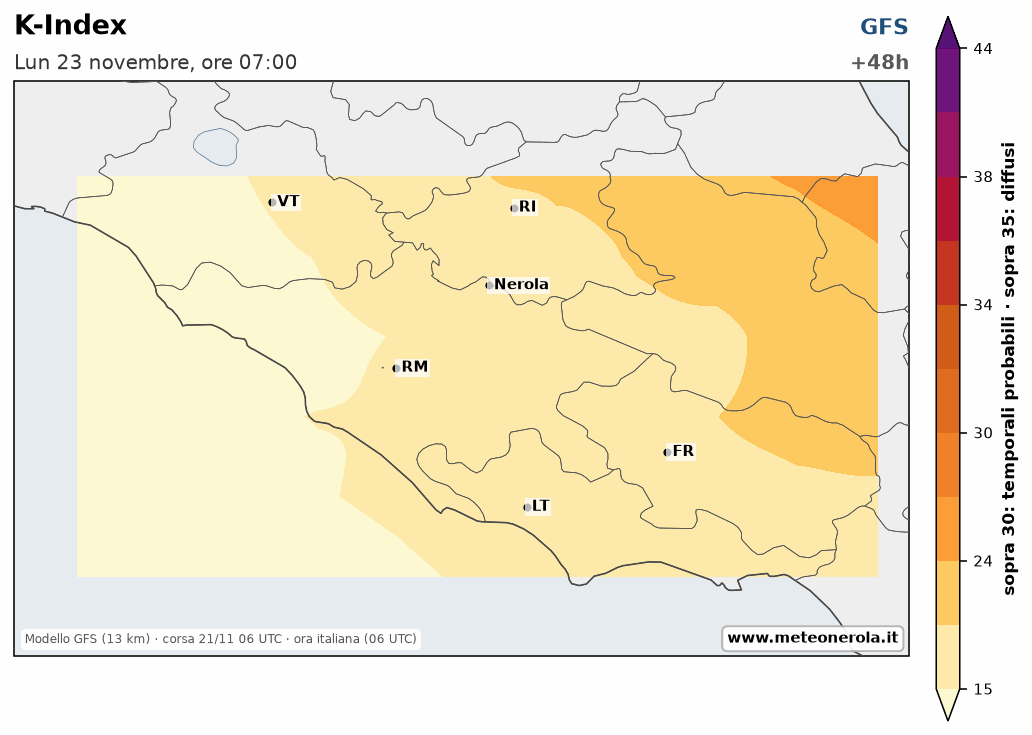 K-Index
GFS
Lun 23 novembre, ore 07:00
+48h
VT
RI
Nerola
RM
FR
LT
Modello GFS (13 km) · corsa 21/11 06 UTC · ora italiana (06 UTC)
www.meteonerola.it
44
38
34
30
24
15
sopra 30: temporali probabili · sopra 35: diffusi